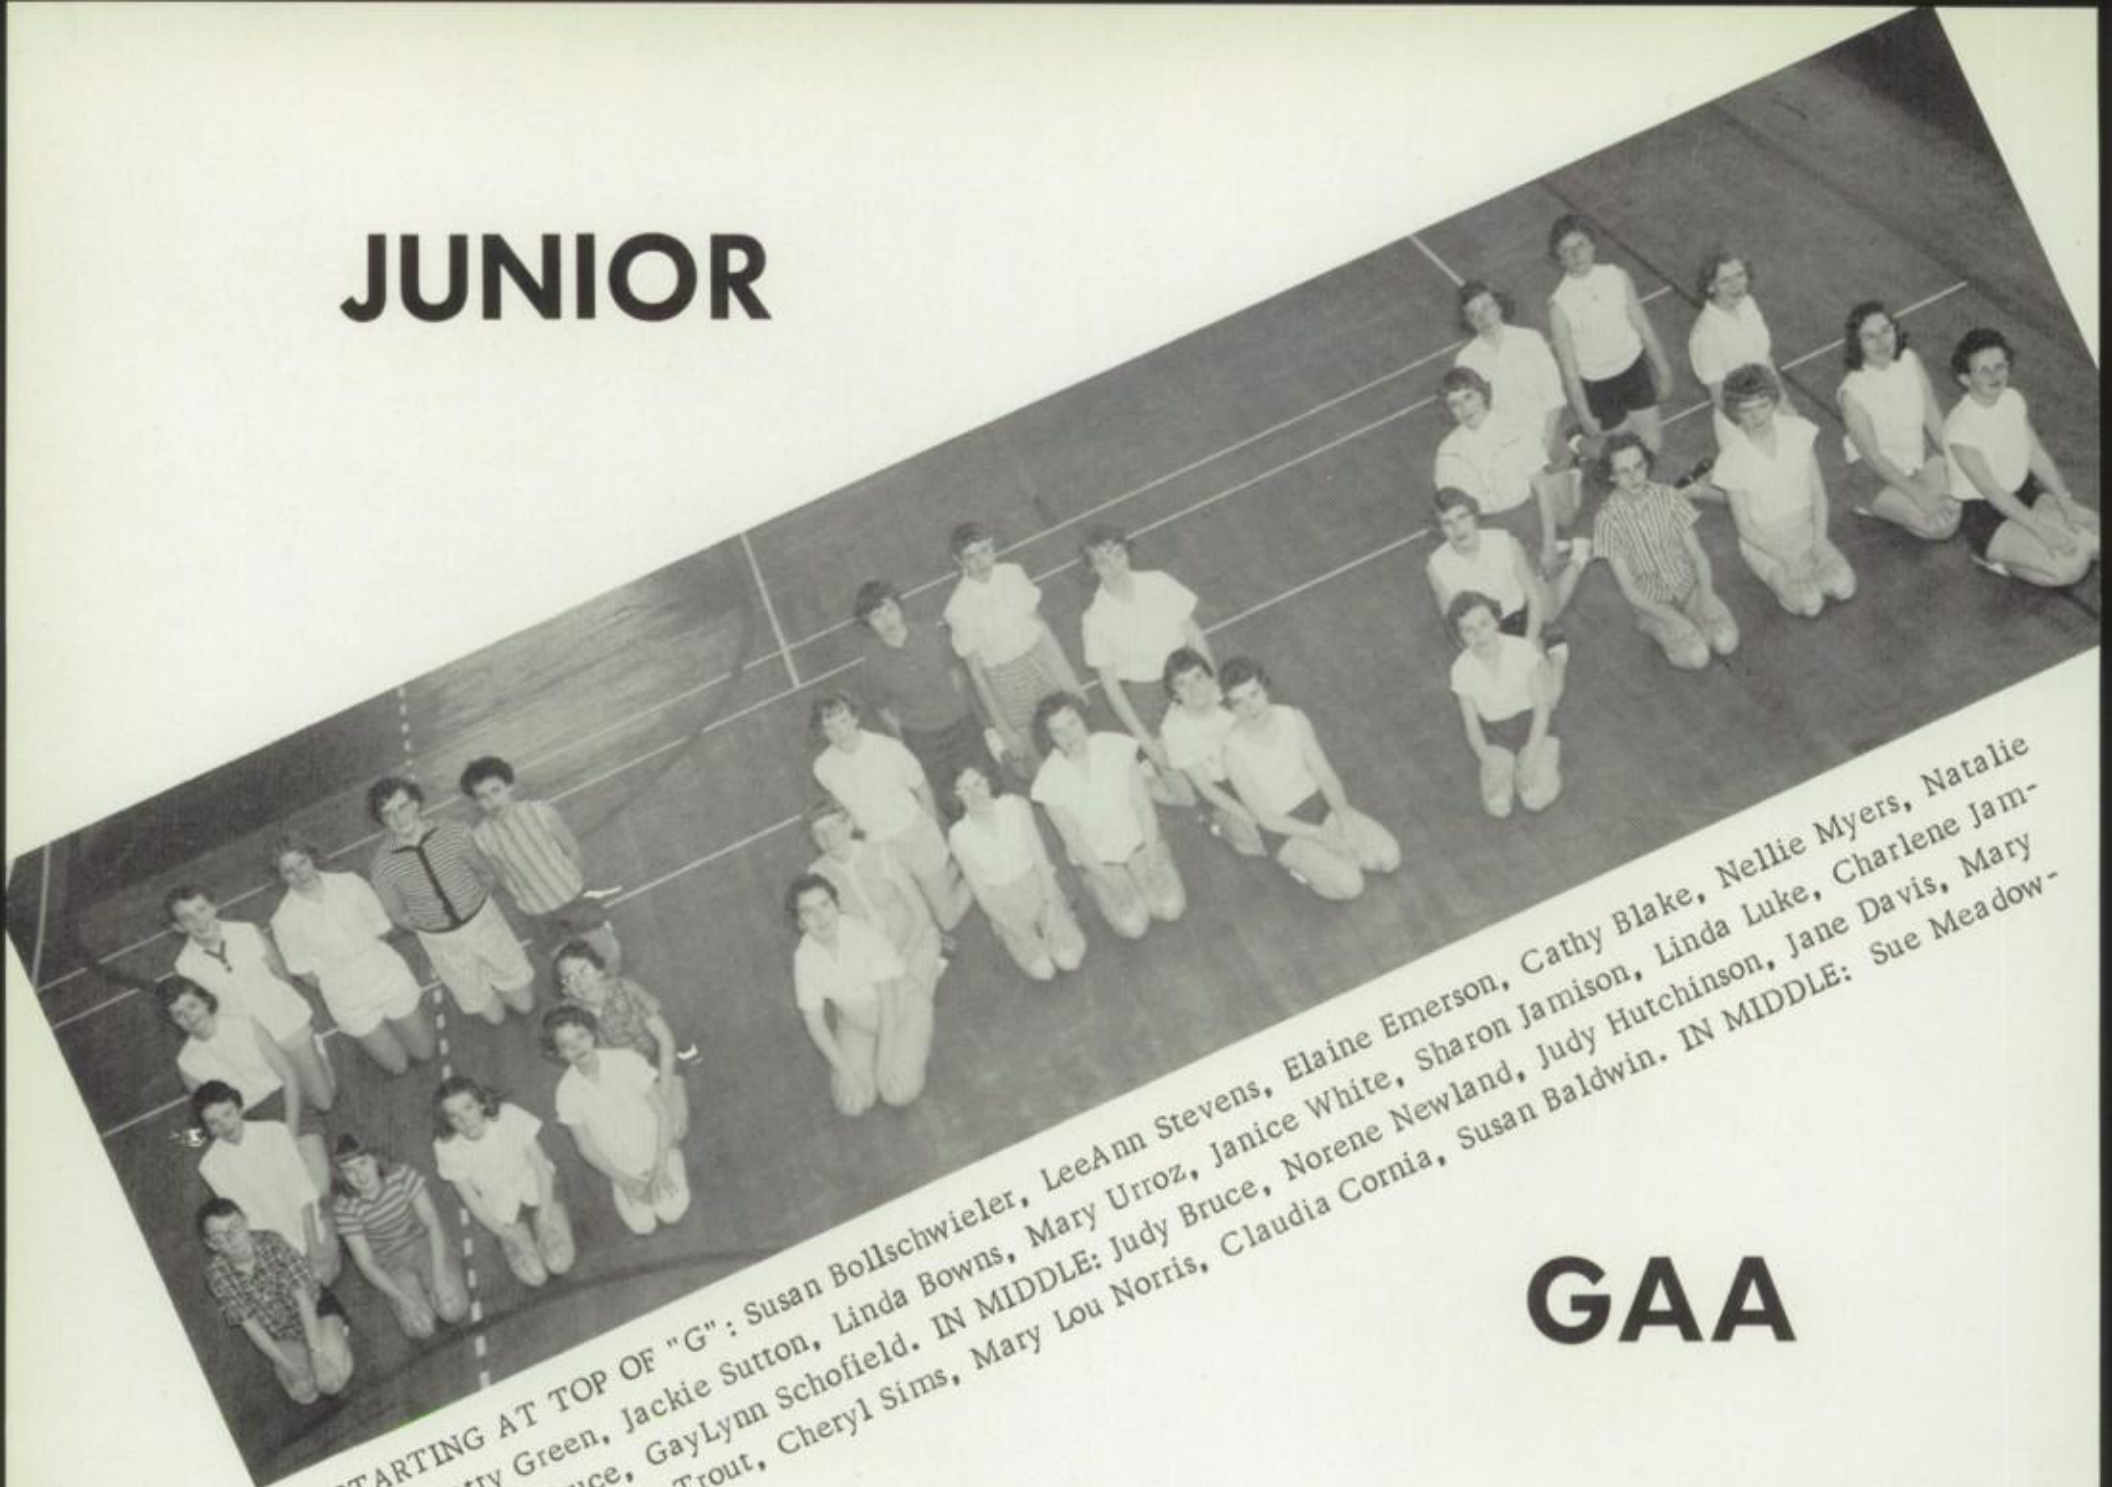 JUNIOR
STARTING AT TOP OF "G": Susan Bollschwieler, LeeAnn Stevens, Elaine Emerson, Cathy Blake, Nellie Myers, Natalie
Green, Jackie Sutton, Linda Bowns, Mary Urroz, Janice White, Sharon Jamison, Linda Luke, Charlene Jam-
GayLynn Schofield. IN MIDDLE: Judy Bruce, Norene Newland, Judy Hutchinson, Jane Davis, Mary
Trout, Cheryl Sims, Mary Lou Norris, Claudia Cornia, Susan Baldwin. IN MIDDLE: Sue Meadow-
GAA